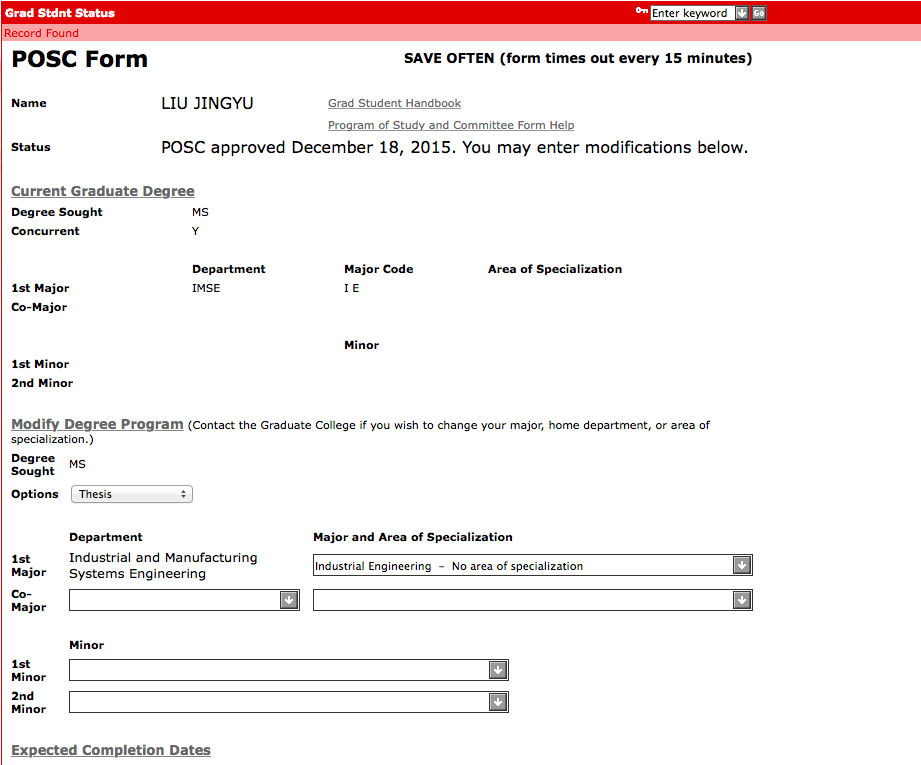 Grad Stdnt Status
Enter keyword Go
Record Found
POSC Form SAVE OFTEN (form times out every 15 minutes)
Name LIU JINGYU Grad Student Handbook
Program of Study and Committee Form Help
Status POSC approved December 18, 2015. You may enter modifications below.
Current Graduate Degree
Degree Sought MS
Concurrent Y
Department Major Code Area of Specialization
1st Major IMSE I E
Co-Major
Minor
1st Minor
2nd Minor
Modify Degree Program (Contact the Graduate College if you wish to change your major, home department, or area of
specialization.)
Degree
Sought MS
Options Thesis
Department Major and Area of Specialization
1st
Major
Industrial and Manufacturing
Systems Engineering
Industrial Engineering – No area of specialization
Co-
Major
Minor
1st
Minor
2nd
Minor
Expected Completion Dates